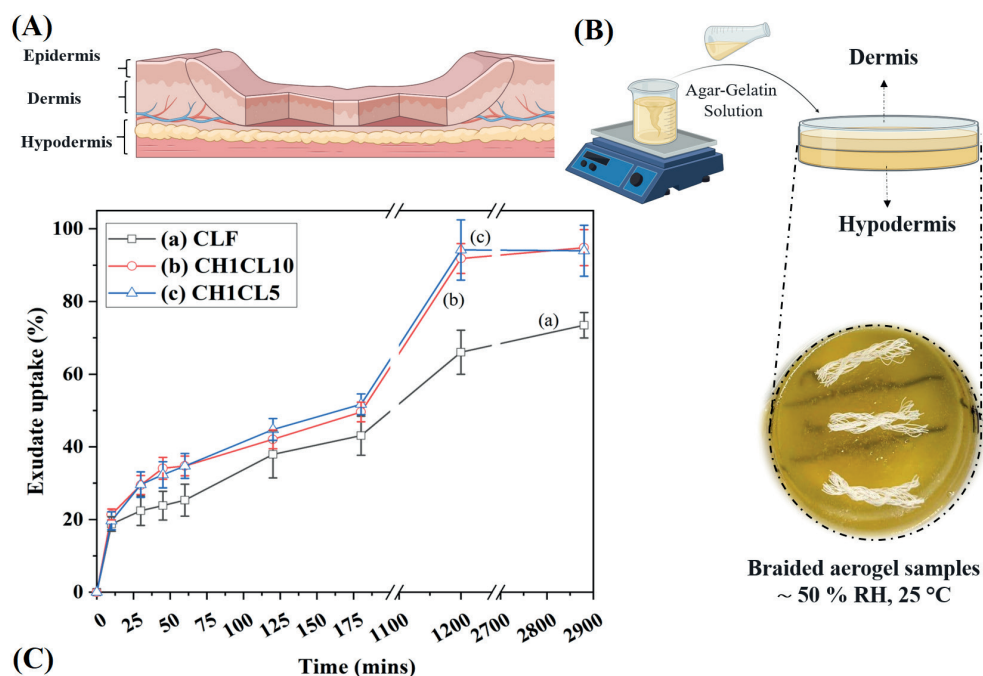 (A)
Epidermis
Dermis
Hypodermis
(B)
Agar-Gelatin
Solution
Dermis
Hypodermis
Braided aerogel samples
~ 50 % RH, 25 °C
(a) CLF
(b) CH1CL10
(c) CH1CL5
(c)
(b)
(a)
Exudate uptake (%)
100
80
60
40
20
0
0 25 50 75 100 125 150 175 1100 1200 2700 2800 2900
Time (mins)
(C)